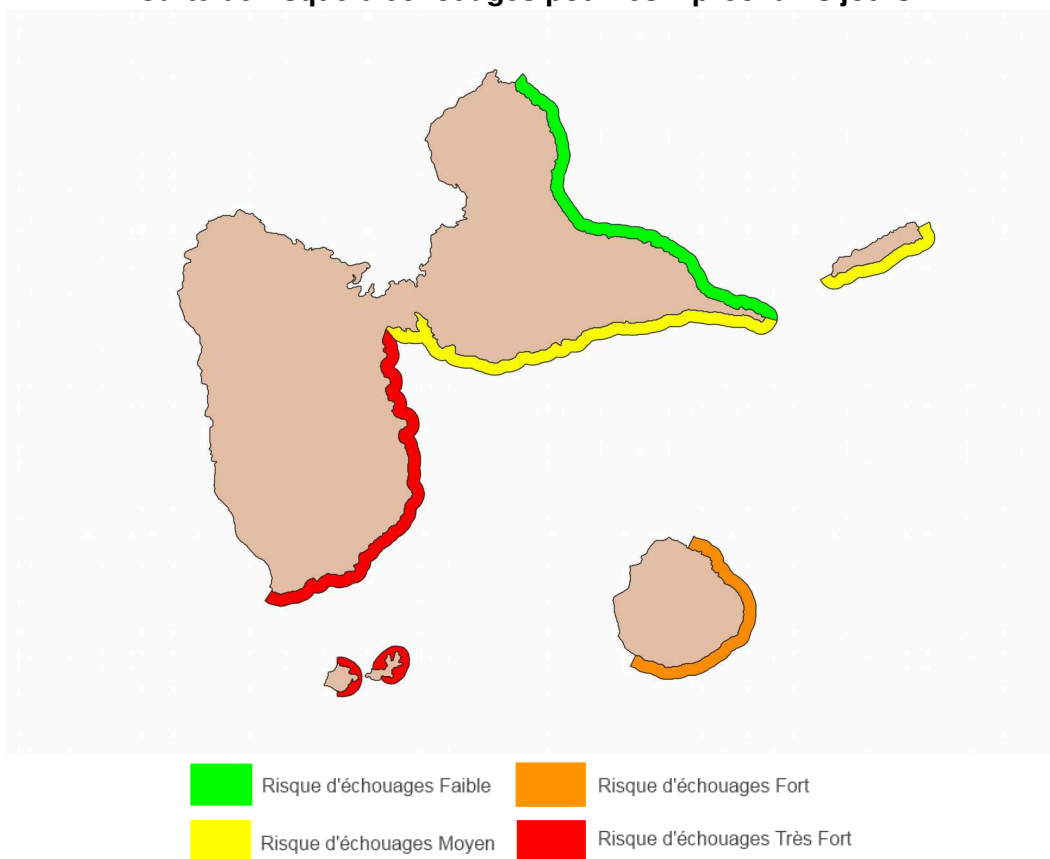 Risque d'échouages Faible
Risque d'échouages Fort
Risque d'échouages Moyen
Risque d'échouages Très Fort